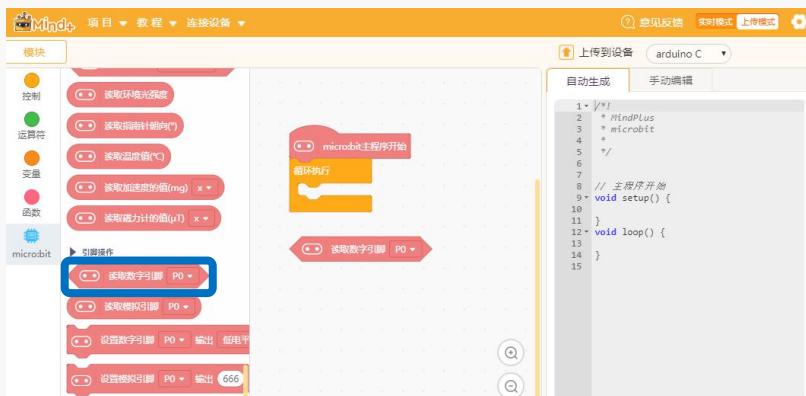 Mind+ 项目 教程 连接设备 意见反馈 实时模式 上传模式
模块 上传到设备 arduino C
自动生成 手动编辑
控制
运算符
变量
函数
micro:bit
读取环境光强度
读取指南针朝向(°)
读取温度值(℃)
读取加速度的值(mg) x
读取磁力计的值(μT) x
引脚操作
读取数字引脚 P0
读取模拟引脚 P0
设置数字引脚 P0 输出 低电平
设置模拟引脚 P0 输出 666
micro:bit主程序开始
循环执行
读取数字引脚 P0
1 /*!
2 * MindPlus
3 * microbit
4 *
5 */
6
7
8 // 主程序开始
9 void setup() {
10
11 }
12 void loop() {
13
14 }
15